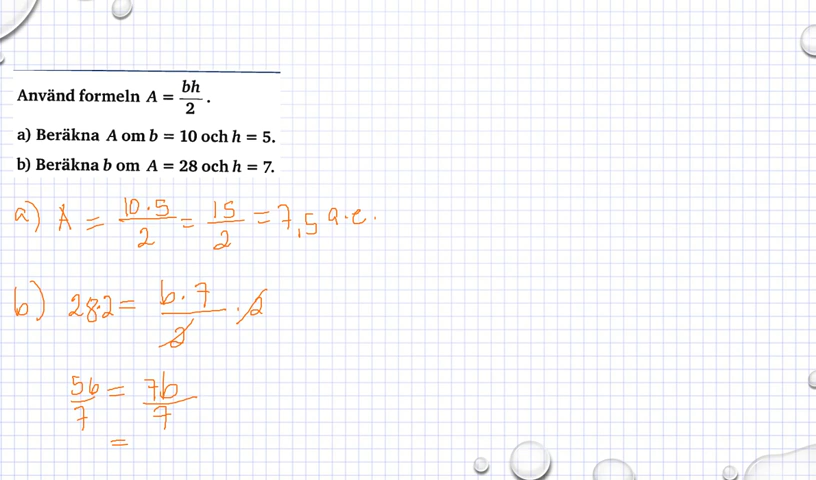 Använd formeln A = bh/2.
a) Beräkna A om b = 10 och h = 5.
b) Beräkna b om A = 28 och h = 7.
a) A = 10·5/2 = 15/2 = 7,5 a.e.
b) 28·2 = b·7/2 · 2
56/7 = 7b/7
=